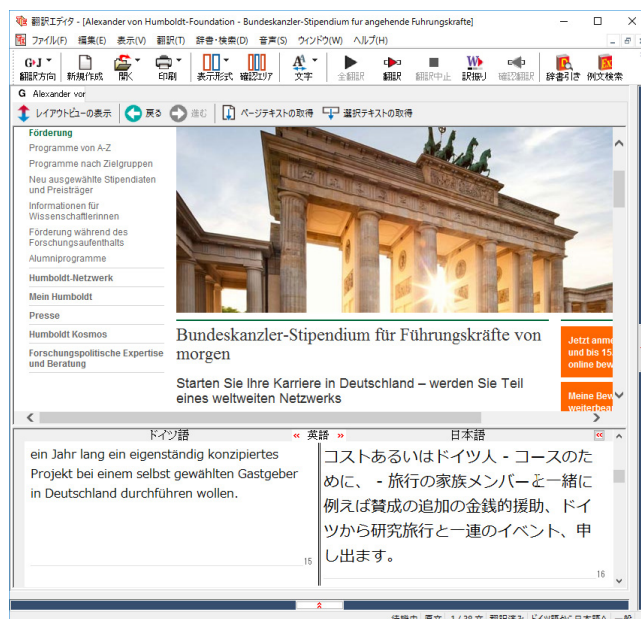 翻訳エディタ - [Alexander von Humboldt-Foundation - Bundeskanzler-Stipendium für angehende Fuhrungskrafte]
ファイル(F) 編集(E) 表示(V) 翻訳(T) 辞書・検索(D) 音声(S) ウィンドウ(W) ヘルプ(H)
G›J
翻訳方向 新規作成 開く 印刷 表示形式 確認エリア 文字 全翻訳 翻訳 翻訳中止 訳振り 確認翻訳 辞書引き 例文検索
G Alexander vor
レイアウトビューの表示 戻る 進む ページテキストの取得 選択テキストの取得
Förderung
Programme von A-Z
Programme nach Zielgruppen
Neu ausgewählte Stipendiaten
und Preisträger
Informationen für
Wissenschaftlerinnen
Förderung während des
Forschungsaufenthalts
Alumniprogramme
Humboldt-Netzwerk
Mein Humboldt
Presse
Humboldt Kosmos
Forschungspolitische Expertise
und Beratung
Bundeskanzler-Stipendium für Führungskräfte von
morgen
Starten Sie Ihre Karriere in Deutschland – werden Sie Teil
eines weltweiten Netzwerks
Jetzt anme
und bis 15.
online bew
Meine Bew
weiterbear
ドイツ語 « 英語 » 日本語 «
ein Jahr lang ein eigenständig konzipiertes
Projekt bei einem selbst gewählten Gastgeber
in Deutschland durchführen wollen.
15
コストあるいはドイツ人 - コースのた
めに、 - 旅行の家族メンバーと一緒に
例えば賛成の追加の金銭的援助、ドイ
ツから研究旅行と一連のイベント、申
し出ます。
16